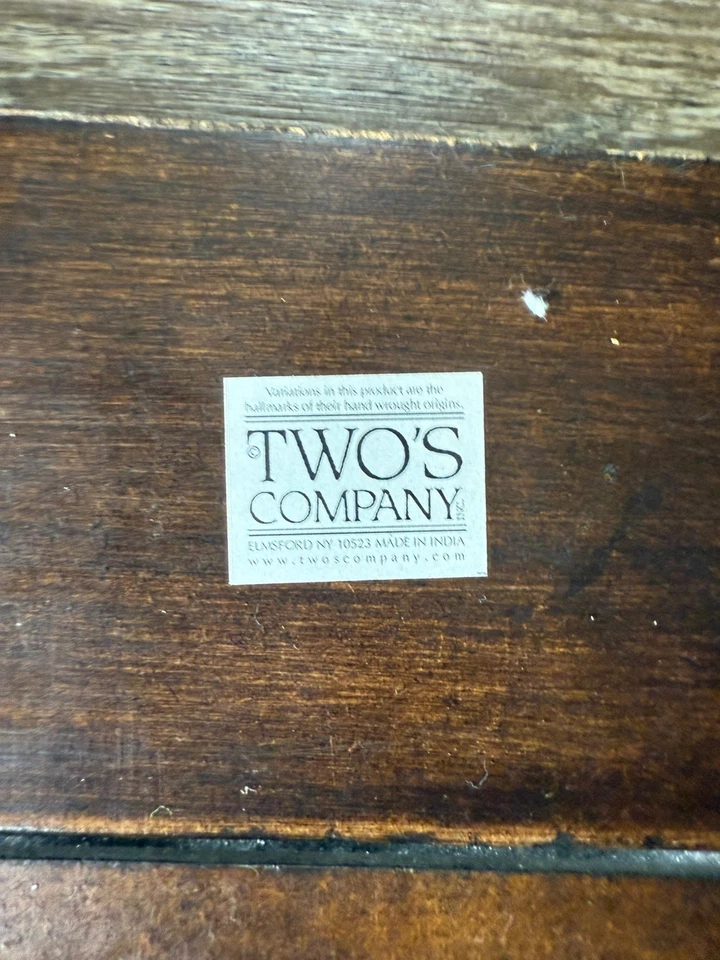 Variations in this product are the
hallmarks of their hand wrought origins.
© TWO'S
COMPANY INC.
ELMSFORD NY 10523 MADE IN INDIA
www.twoscompany.com